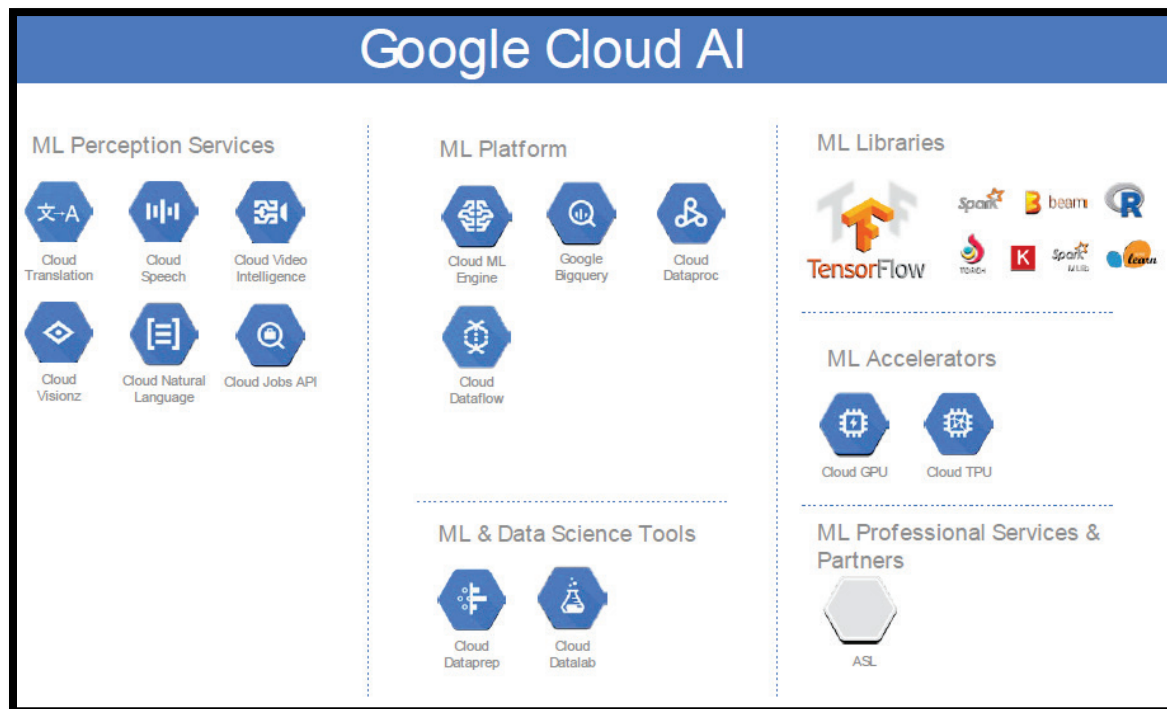 Google Cloud AI
ML Perception Services
文→A
Cloud
Translation
Cloud
Speech
Cloud Video
Intelligence
Cloud
Visionz
Cloud Natural
Language
Cloud Jobs API
ML Platform
Cloud ML
Engine
Google
Bigquery
Cloud
Dataproc
Cloud
Dataflow
ML & Data Science Tools
Cloud
Dataprep
Cloud
Datalab
ML Libraries
TensorFlow
Spark
beam
R
TORCH
K
Spark
MLlib
learn
ML Accelerators
Cloud GPU
Cloud TPU
ML Professional Services &
Partners
ASL